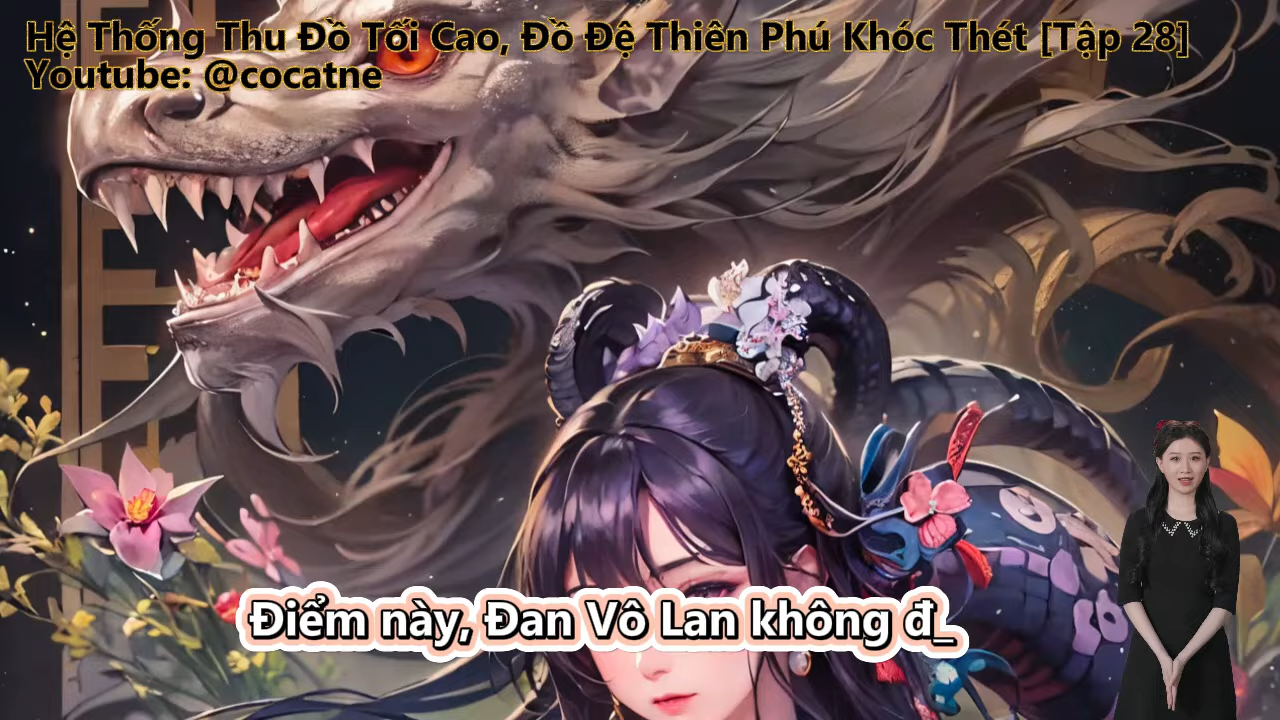 Hệ Thống Thu Đồ Tối Cao, Đồ Đệ Thiên Phú Khóc Thét [Tập 28]
Youtube: @cocatne
Điểm này, Đan Vô Lan không đ_